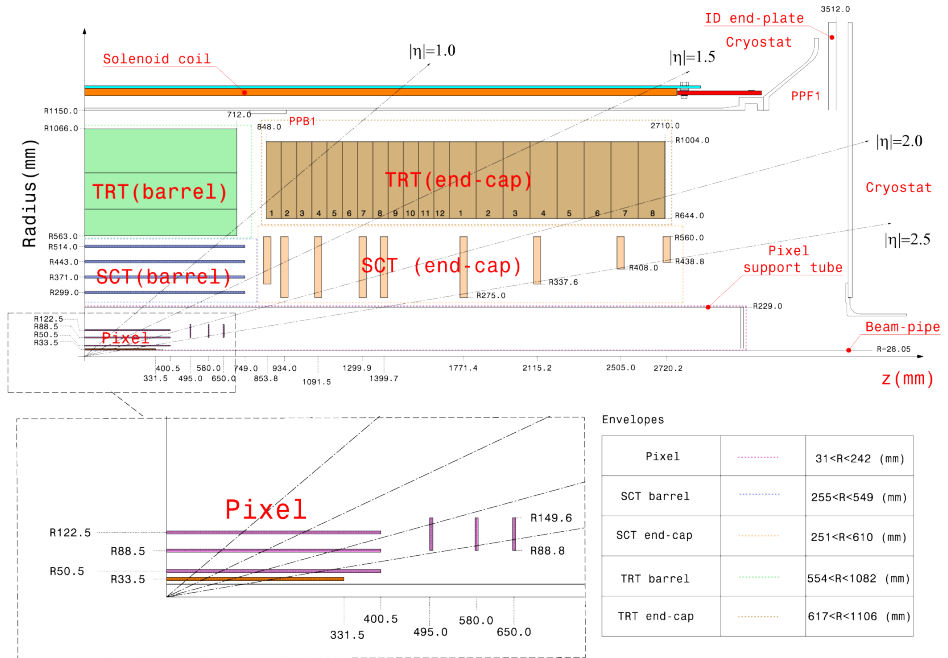 3512.0
ID end-plate
Cryostat
|η|=1.0
|η|=1.5
Solenoid coil
PPF1
R1150.0
712.0
PPB1
R1066.0
848.0
2710.0
R1004.0
|η|=2.0
TRT(barrel)
TRT(end-cap)
Cryostat
Radius(mm)
1 2 3 4 5 6 7 8 9 10 11 12 1 2 3 4 5 6 7 8
R644.0
R563.0
R560.0
R514.0
|η|=2.5
R443.0
R438.8
SCT(barrel)
SCT (end-cap)
Pixel
support tube
R408.0
R371.0
R337.6
R299.0
R275.0
R229.0
R122.5
R88.5
Pixel
Beam-pipe
R50.5
R33.5
R=26.05
400.5 580.0 749.0 934.0 1299.9 1771.4 2115.2 2505.0 2720.2
331.5 495.0 650.0 853.8 1091.5 1399.7
z(mm)
Envelopes
Pixel 31<R<242 (mm)
SCT barrel 255<R<549 (mm)
SCT end-cap 251<R<610 (mm)
TRT barrel 554<R<1082 (mm)
TRT end-cap 617<R<1106 (mm)
Pixel
R149.6
R122.5
R88.5
R88.8
R50.5
R33.5
400.5 580.0
331.5 495.0 650.0